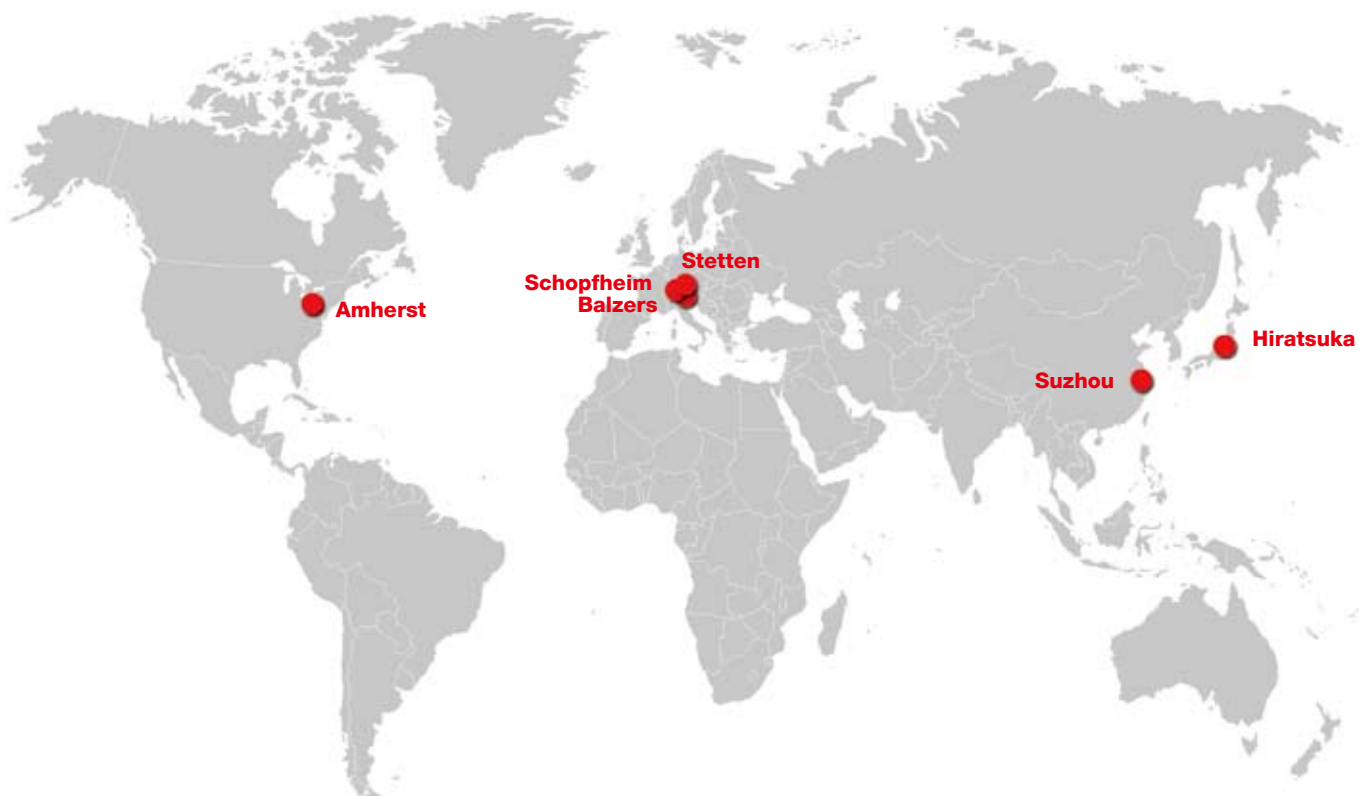 Stetten
Schopfheim
Balzers
Amherst
Hiratsuka
Suzhou